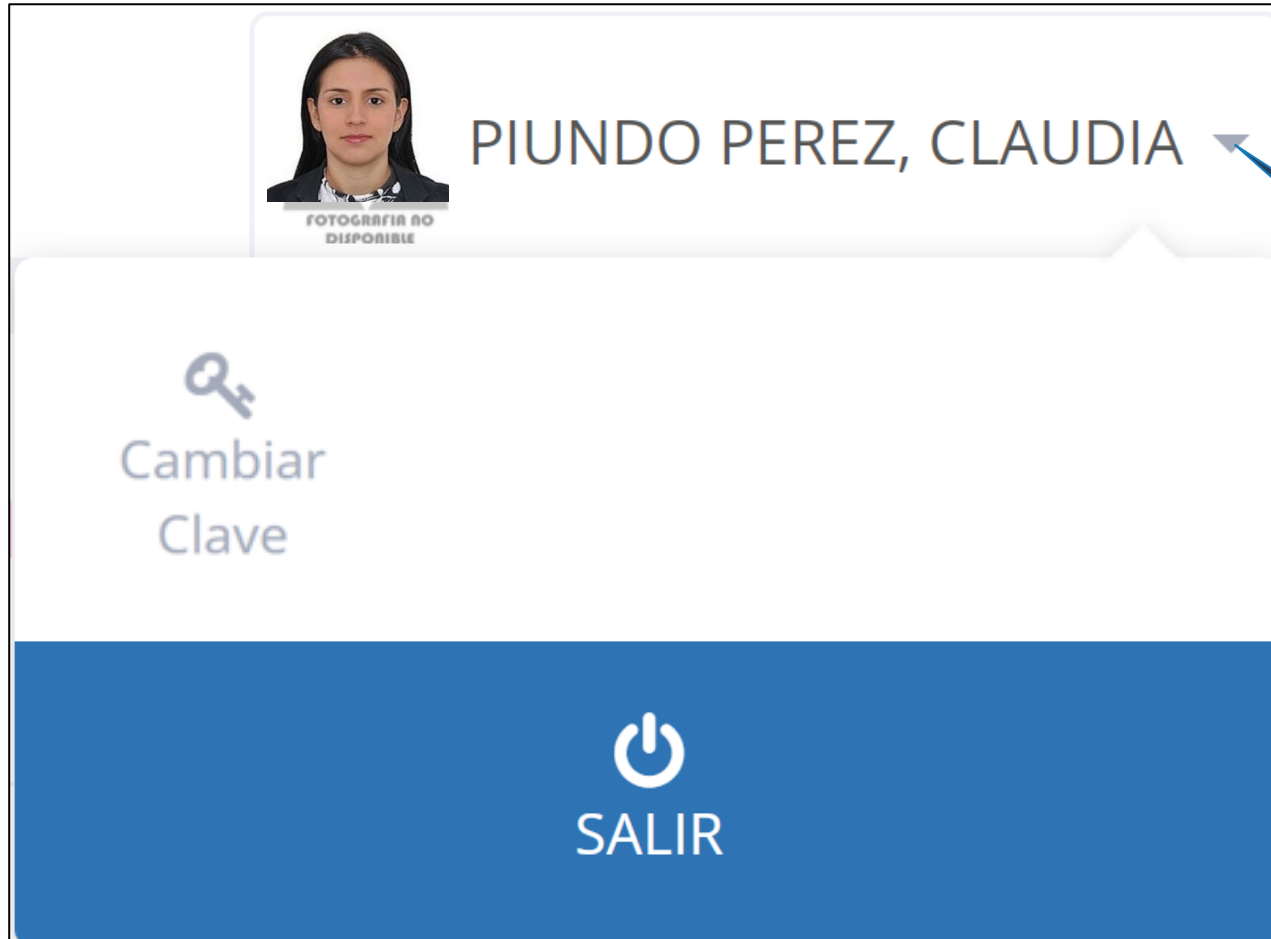 PIUNDO PEREZ, CLAUDIA
FOTOGRAFIA NO
DISPONIBLE
Cambiar
Clave
SALIR